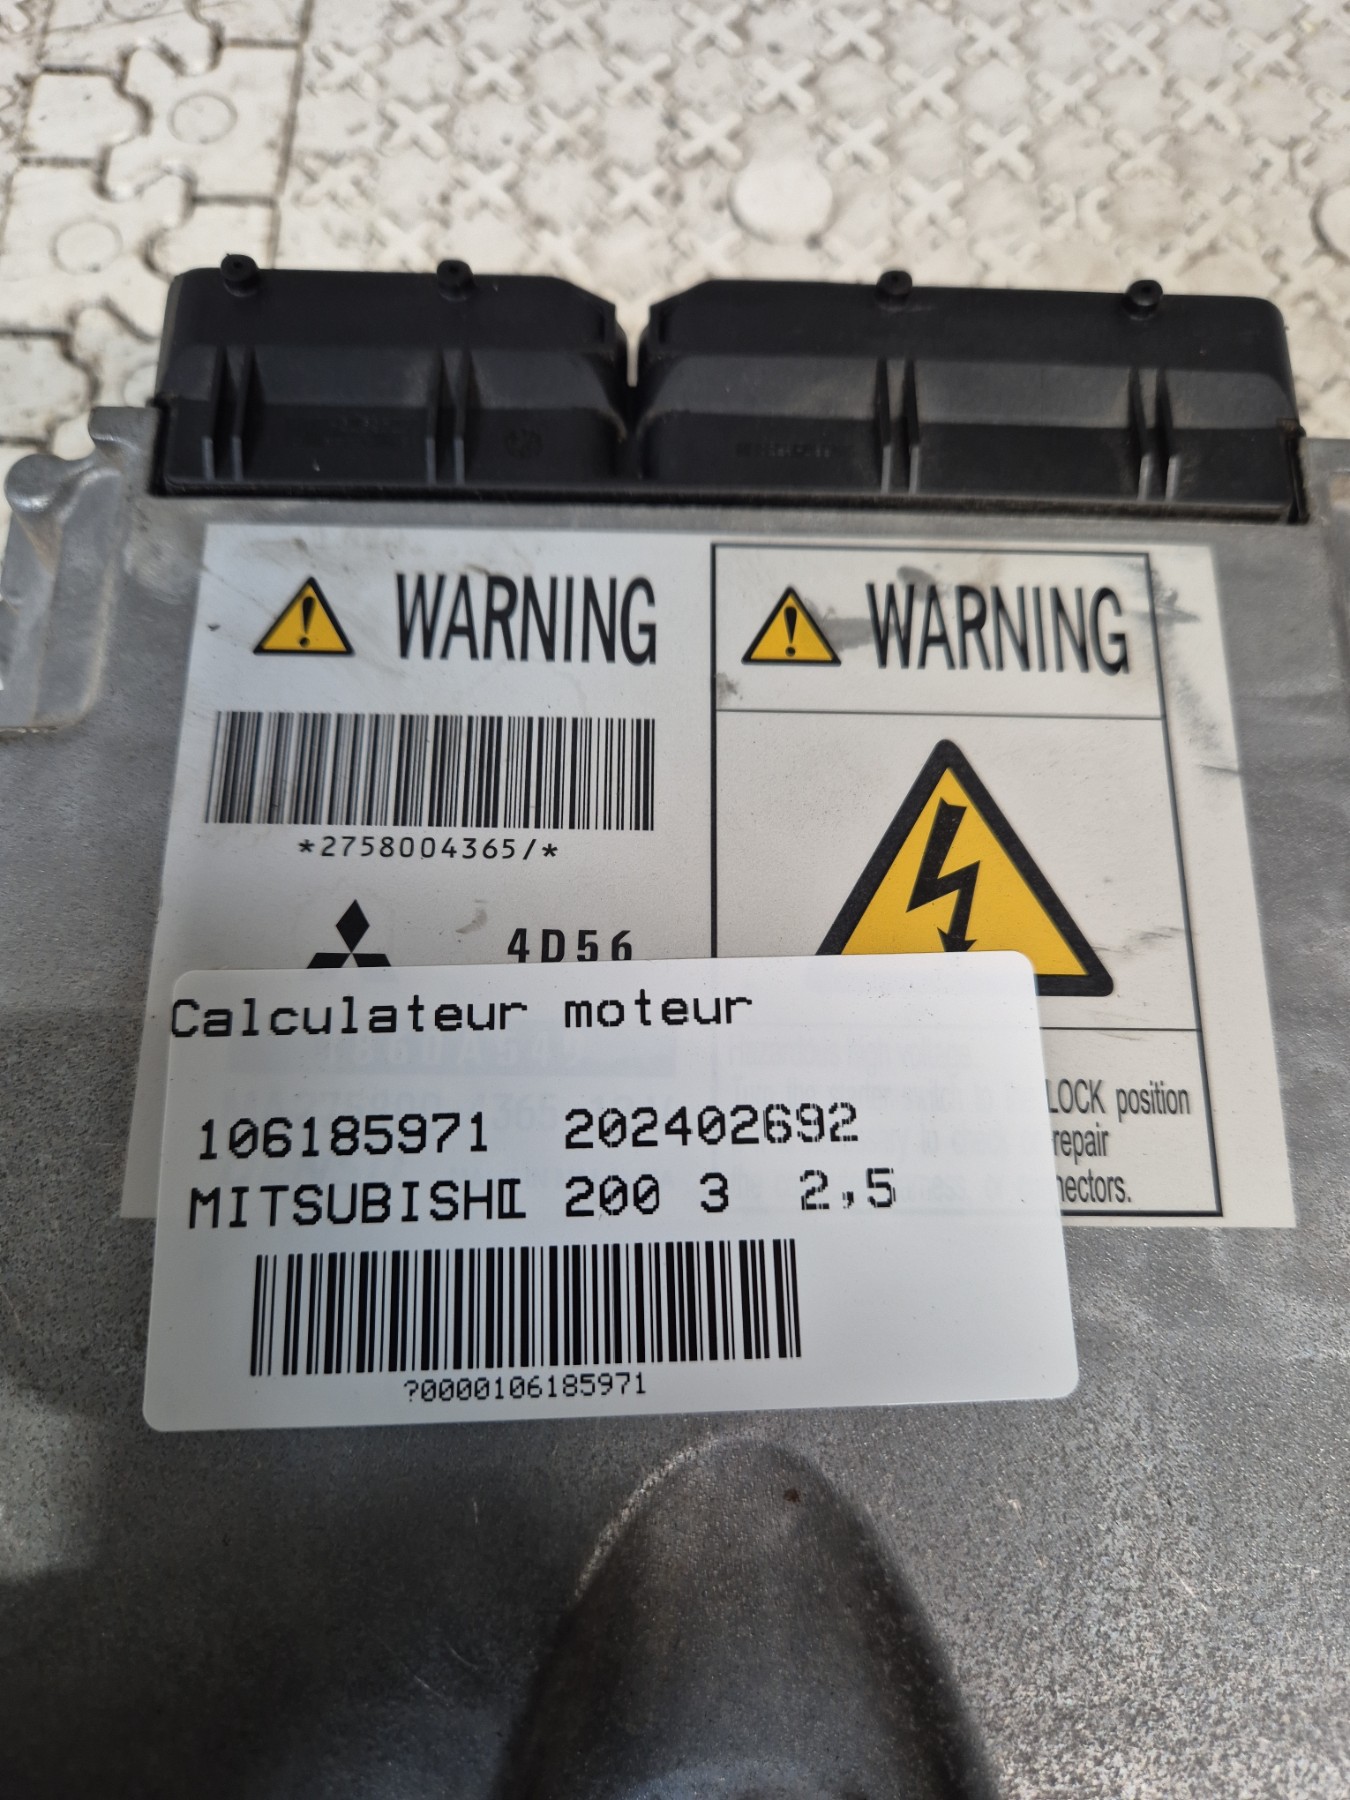 WARNING
*2758004365/*
4D56
WARNING
LOCK position
repair
nectors.
Calculateur moteur
106185971 202402692
MITSUBISHI 200 3 2,5
?0000106185971